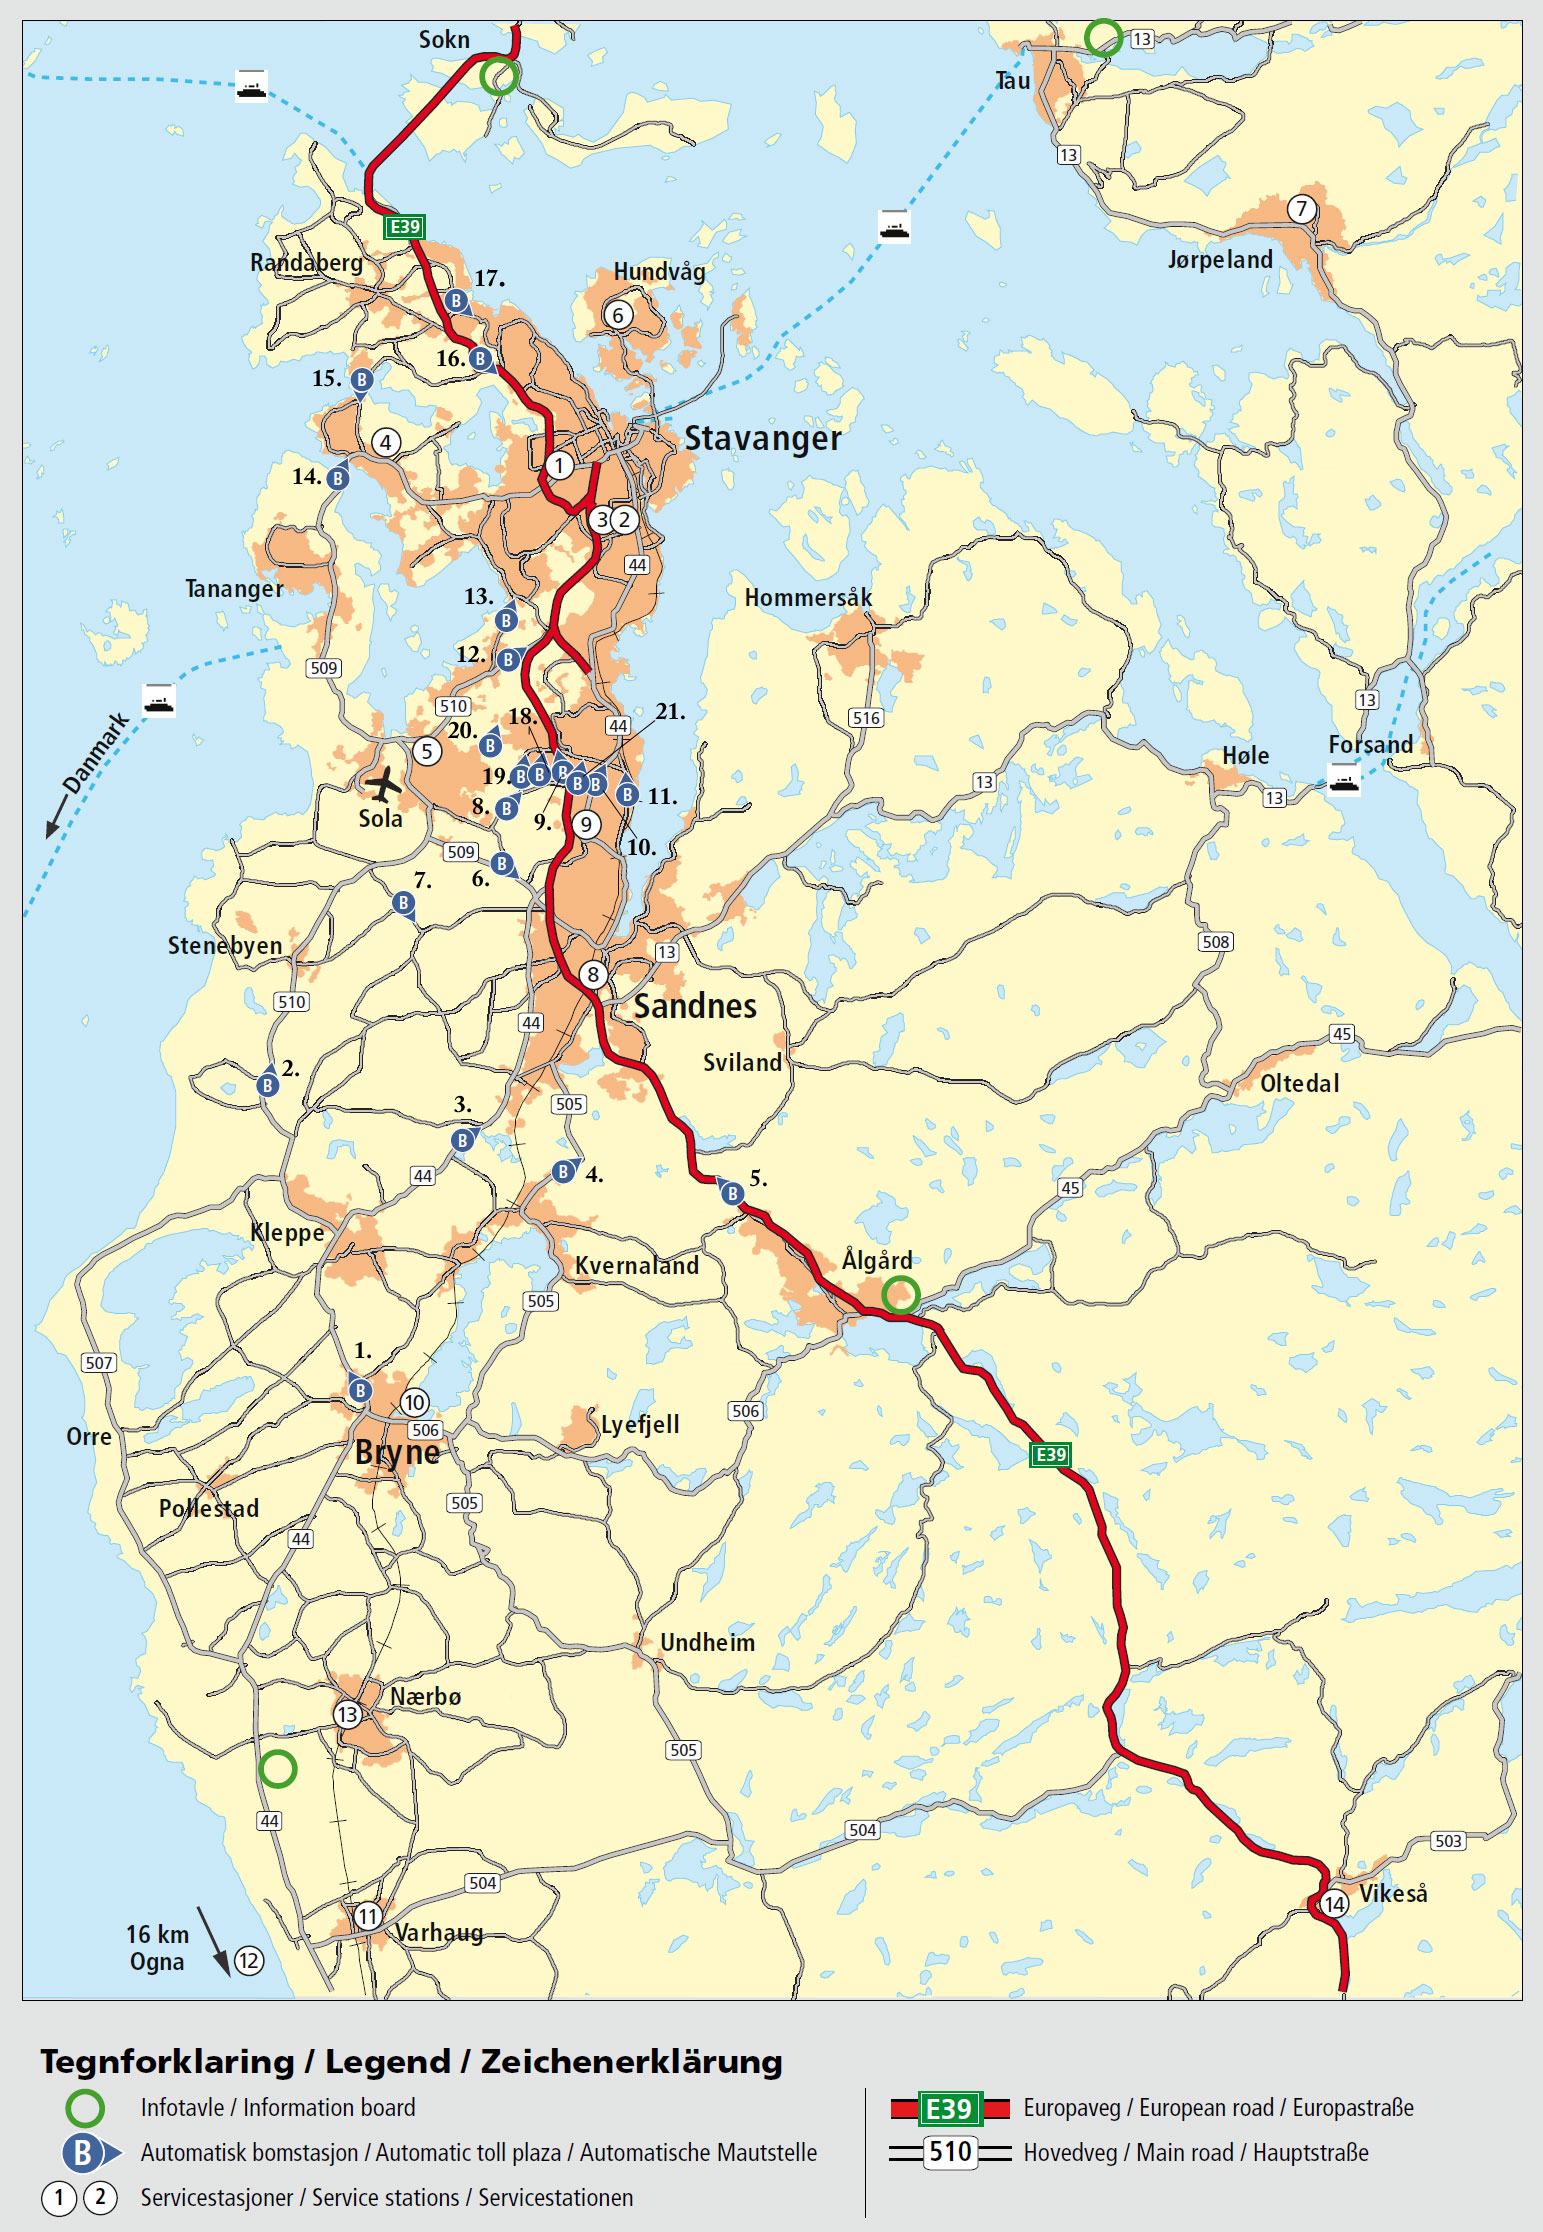 Sokn
13
Tau
13
E39
7
Randaberg
17.
Hundvåg
Jørpeland
6
B
16.
B
15.
B
4
Stavanger
1
14.
B
3
2
44
Tananger
13.
B
Hommersåk
12.
B
509
510
18.
21.
44
516
13
Danmark
20.
B
5
Høle
Forsand
19.
B
B
B
B
B
13
13
8.
B
B
11.
Sola
9.
9
10.
509
B
6.
7.
B
Stenebyen
13
508
8
510
Sandnes
44
45
2.
B
Sviland
Oltedal
3.
505
B
4.
B
5.
B
44
45
Kleppe
Kvernaland
Ålgård
505
507
1.
B
10
506
506
Orre
Lyefjell
Bryne
E39
Pollestad
505
44
Undheim
Nærbø
13
505
44
504
503
504
Vikeså
14
11
Varhaug
16 km
Ogna
12
Tegnforklaring / Legend / Zeichenerklärung
Infotavle / Information board
B Automatisk bomstasjon / Automatic toll plaza / Automatische Mautstelle
1 2 Servicestasjoner / Service stations / Servicestationen
E39 Europaveg / European road / Europastraße
510 Hovedveg / Main road / Hauptstraße